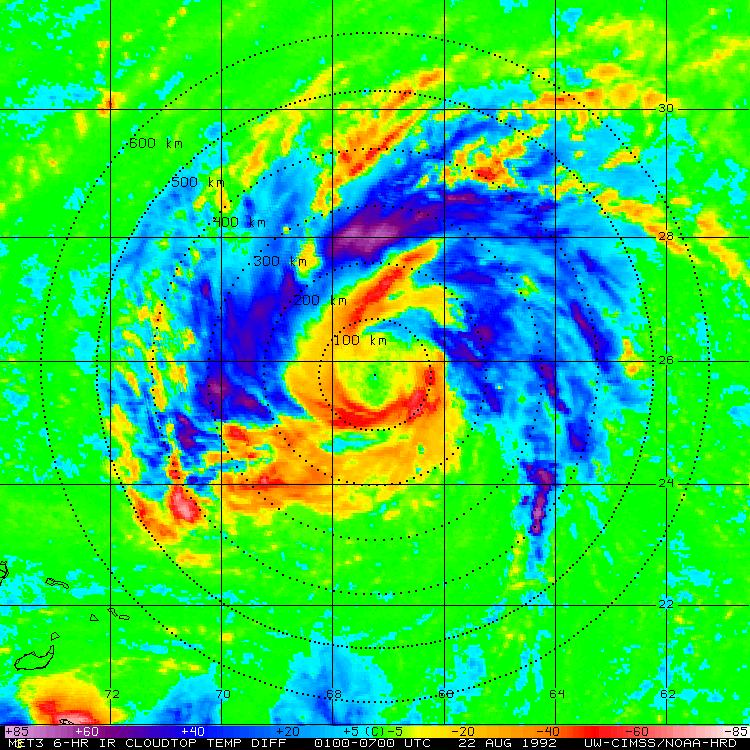 30
600 km
500 km
400 km
28
300 km
200 km
100 km
26
24
22
72 70 68 66 64 62
+85 +60 +40 +20 +5 (C) -5 -20 -40 -60 -85
MET3 6-HR IR CLOUDTOP TEMP DIFF 0100-0700 UTC 22 AUG 1992 UW-CIMSS/NOAA HRD